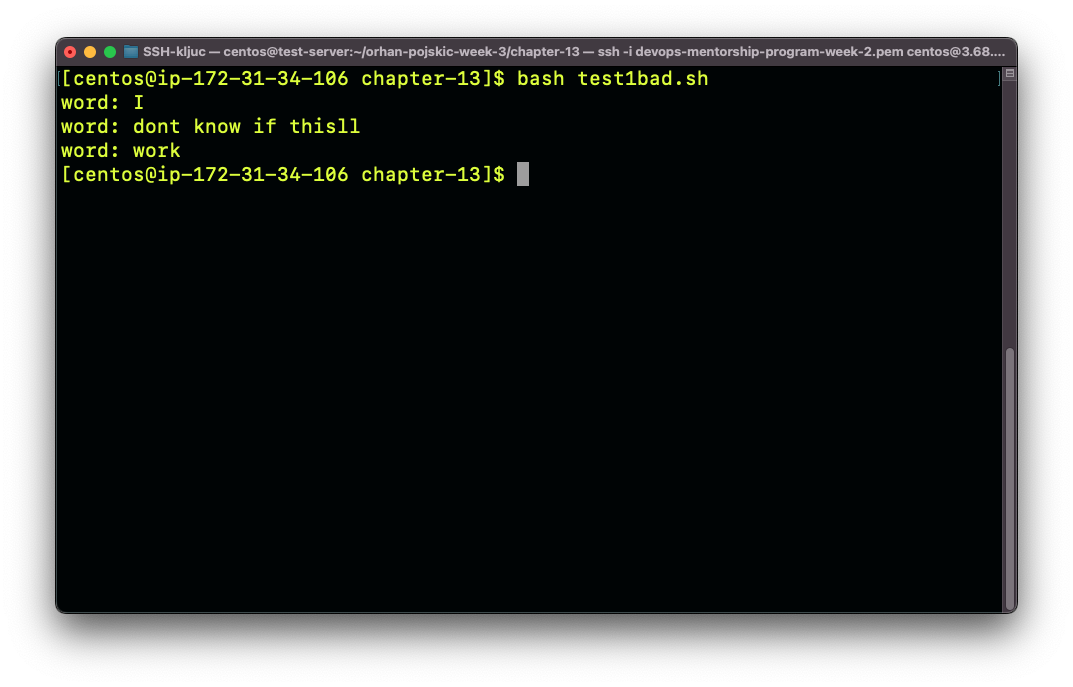 SSH-kljuc — centos@test-server:~/orhan-pojskic-week-3/chapter-13 — ssh -i devops-mentorship-program-week-2.pem centos@3.68....
[[centos@ip-172-31-34-106 chapter-13]$ bash test1bad.sh ]
word: I
word: dont know if thisll
word: work
[centos@ip-172-31-34-106 chapter-13]$